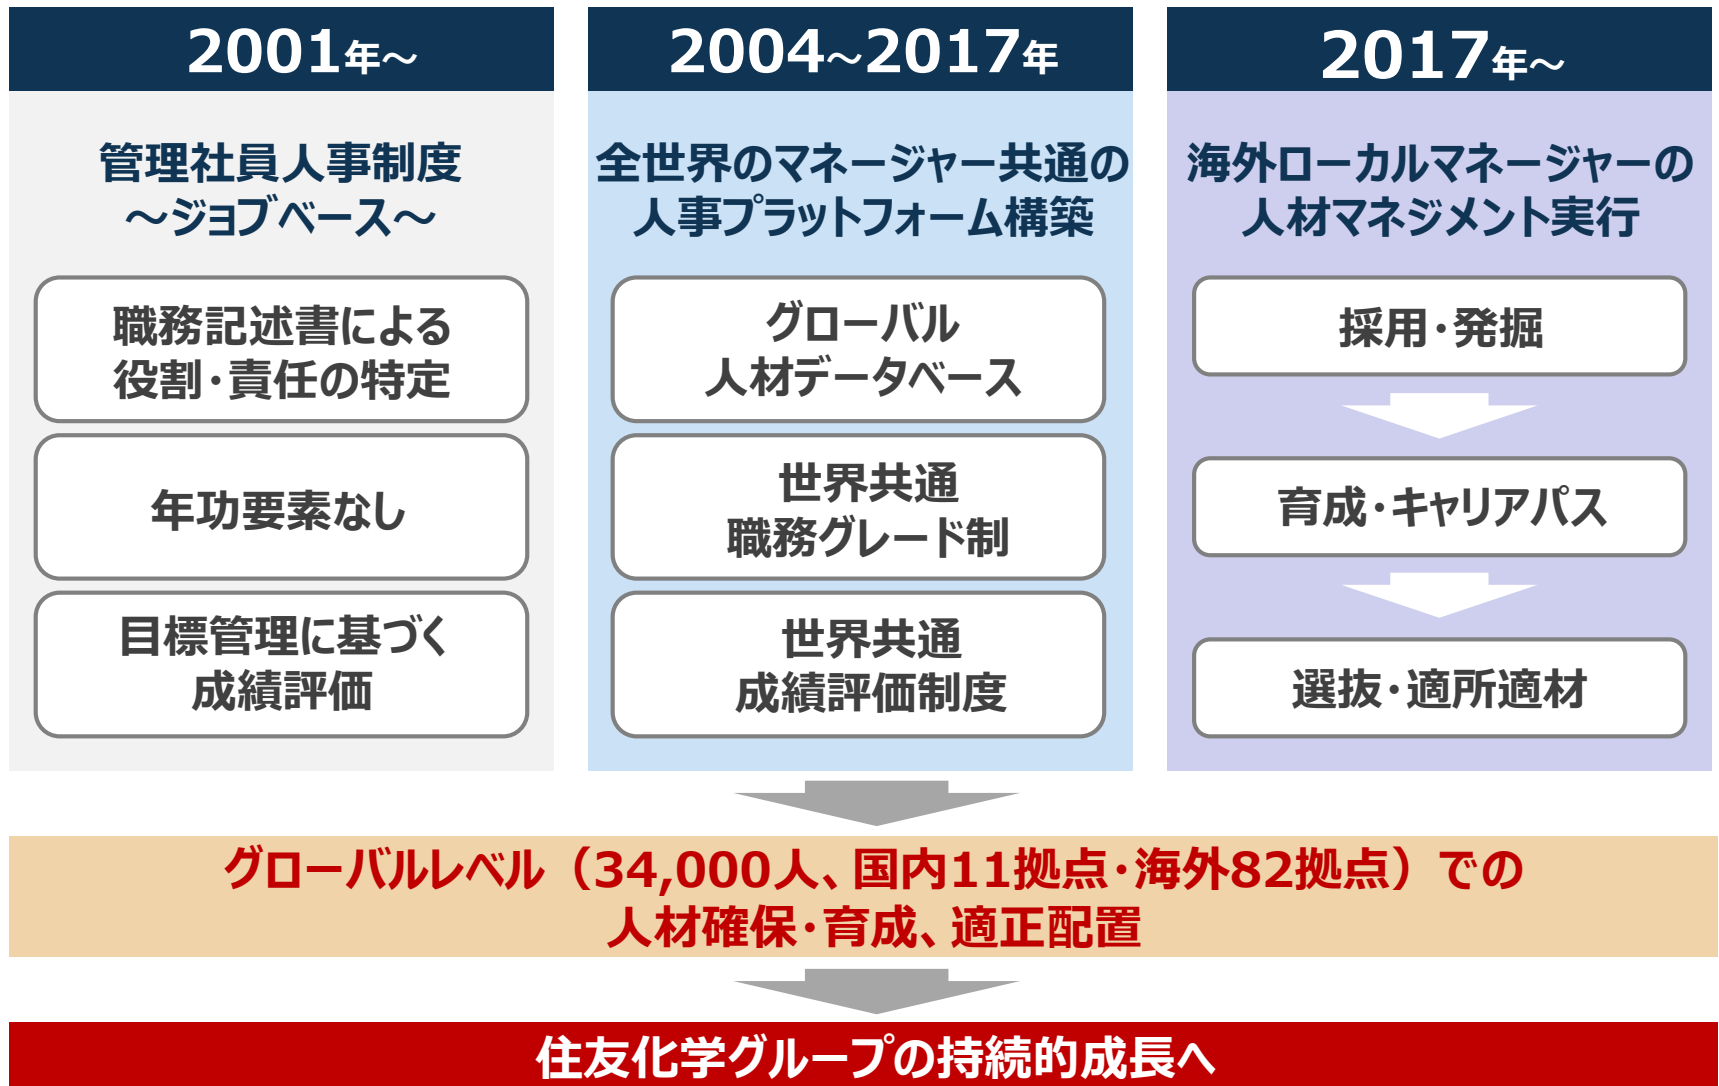 2001年～
管理社員人事制度
～ジョブベース～
職務記述書による
役割・責任の特定
年功要素なし
目標管理に基づく
成績評価
2004～2017年
全世界のマネージャー共通の
人事プラットフォーム構築
グローバル
人材データベース
世界共通
職務グレード制
世界共通
成績評価制度
2017年～
海外ローカルマネージャーの
人材マネジメント実行
採用・発掘
育成・キャリアパス
選抜・適所適材
グローバルレベル（34,000人、国内11拠点・海外82拠点）での
人材確保・育成、適正配置
住友化学グループの持続的成長へ